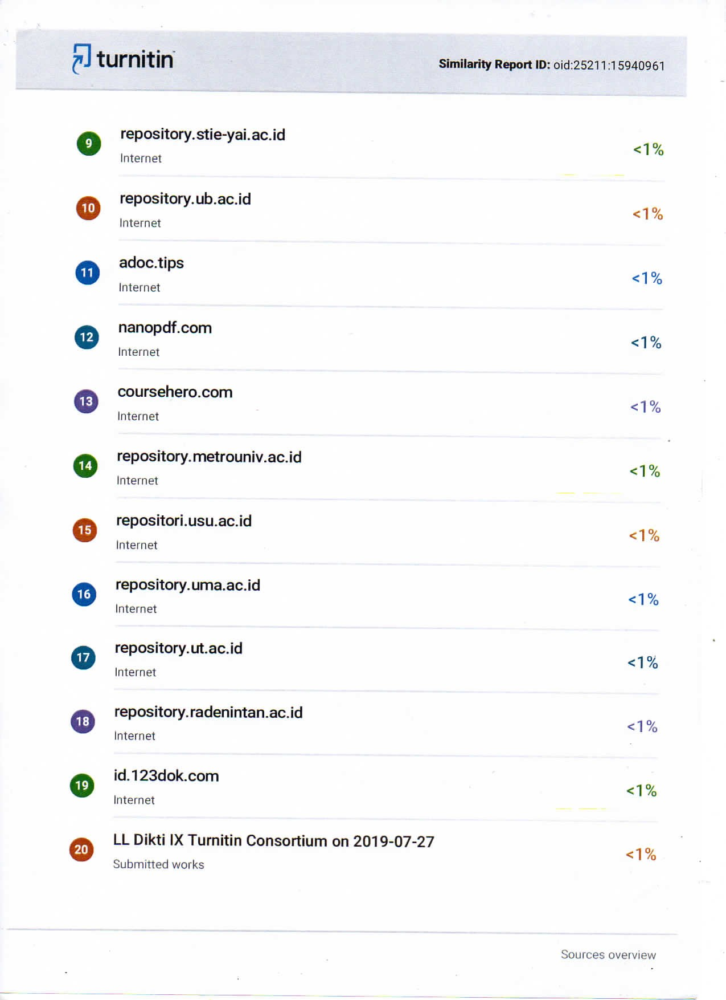 turnitin
Similarity Report ID: oid:25211:15940961
9
repository.stie-yai.ac.id
<1%
Internet
10
repository.ub.ac.id
<1%
Internet
11
adoc.tips
<1%
Internet
12
nanopdf.com
<1%
Internet
13
coursehero.com
<1%
Internet
14
repository.metrouniv.ac.id
<1%
Internet
15
repositori.usu.ac.id
<1%
Internet
16
repository.uma.ac.id
<1%
Internet
17
repository.ut.ac.id
<1%
Internet
18
repository.radenintan.ac.id
<1%
Internet
19
id.123dok.com
<1%
Internet
20
LL Dikti IX Turnitin Consortium on 2019-07-27
<1%
Submitted works
Sources overview